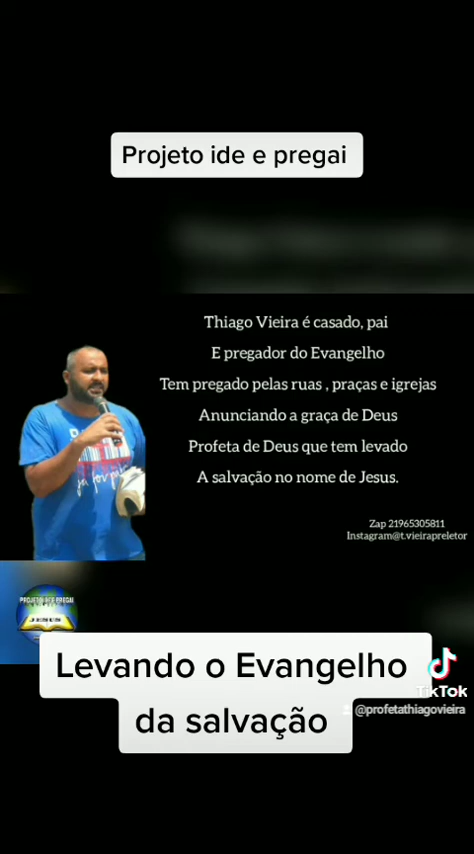 Projeto ide e pregai
Thiago Vieira é casado, pai
E pregador do Evangelho
Tem pregado pelas ruas , praças e igrejas
Anunciando a graça de Deus
Profeta de Deus que tem levado
A salvação no nome de Jesus.
Zap 21965305811
Instagram@t.vieirapreletor
PROJETO IDE E PREGAI
JESUS
Levando o Evangelho
da salvação
TikTok
@profetathiagovieira